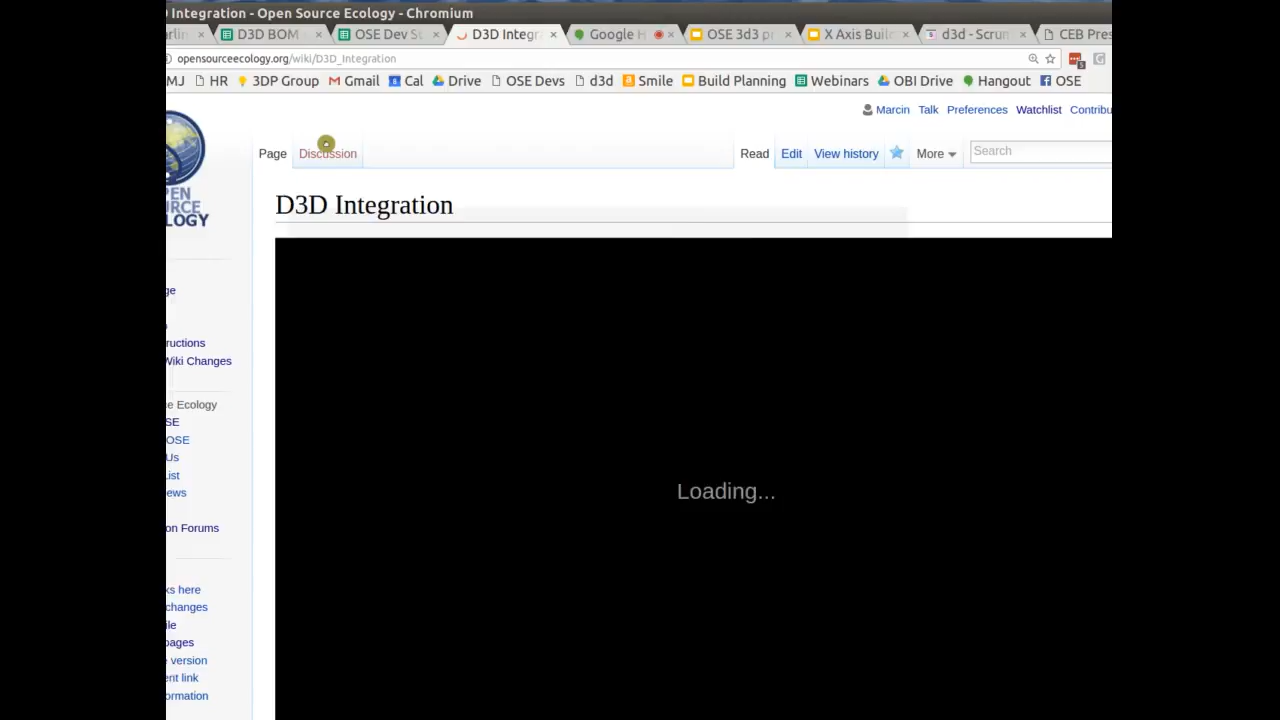 Integration - Open Source Ecology - Chromium
D3D BOM OSE Dev D3D Integr Google H OSE 3d3 X Axis Buil d3d - Scrun CEB Pres
opensourceecology.org/wiki/D3D_Integration
MJ HR 3DP Group Gmail Cal Drive OSE Devs d3d Smile Build Planning Webinars OBI Drive Hangout OSE
Marcin Talk Preferences Watchlist Contribu
Page Discussion Read Edit View history More Search
PEN
URCE
LOGY
D3D Integration
ge
ructions
Wiki Changes
ce Ecology
SE
OSE
Us
List
ews
on Forums
ks here
changes
ile
pages
e version
ent link
ormation
Loading...